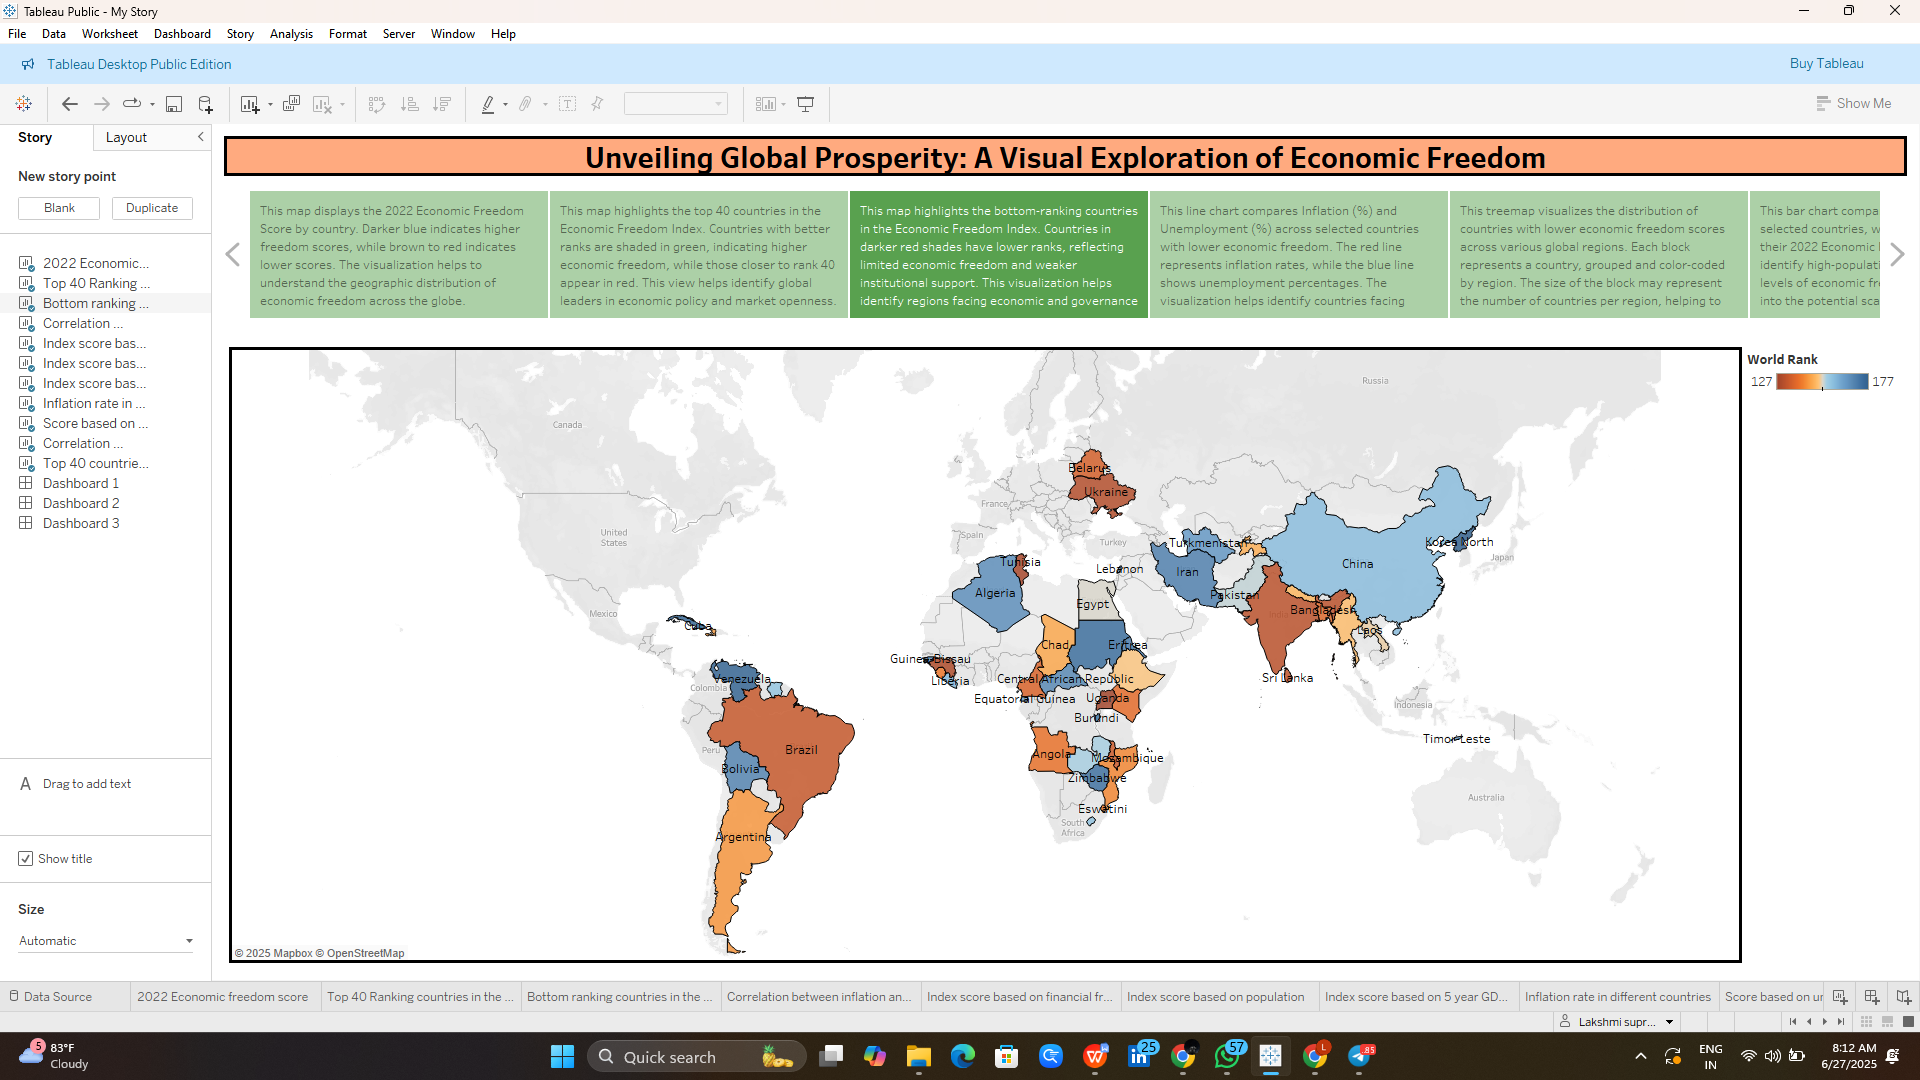 Tableau Public - My Story
File Data Worksheet Dashboard Story Analysis Format Server Window Help
Tableau Desktop Public Edition
Buy Tableau
Show Me
Story
Layout
New story point
Blank
Duplicate
2022 Economic...
Top 40 Ranking ...
Bottom ranking ...
Correlation ...
Index score bas...
Index score bas...
Index score bas...
Inflation rate in ...
Score based on ...
Correlation ...
Top 40 countrie...
Dashboard 1
Dashboard 2
Dashboard 3
A Drag to add text
Show title
Size
Automatic
Unveiling Global Prosperity: A Visual Exploration of Economic Freedom
This map displays the 2022 Economic Freedom
Score by country. Darker blue indicates higher
freedom scores, while brown to red indicates
lower scores. The visualization helps to
understand the geographic distribution of
economic freedom across the globe.
This map highlights the top 40 countries in the
Economic Freedom Index. Countries with better
ranks are shaded in green, indicating higher
economic freedom, while those closer to rank 40
appear in red. This view helps identify global
leaders in economic policy and market openness.
This map highlights the bottom-ranking countries
in the Economic Freedom Index. Countries in
darker red shades have lower ranks, reflecting
limited economic freedom and weaker
institutional support. This visualization helps
identify regions facing economic and governance
This line chart compares Inflation (%) and
Unemployment (%) across selected countries
with lower economic freedom. The red line
represents inflation rates, while the blue line
shows unemployment percentages. The
visualization helps identify countries facing
This treemap visualizes the distribution of
countries with lower economic freedom scores
across various global regions. Each block
represents a country, grouped and color-coded
by region. The size of the block may represent
the number of countries per region, helping to
This bar chart compa
selected countries, w
their 2022 Economic
identify high-populati
levels of economic fr
into the potential sca
World Rank
127 177
Russia
Canada
Belarus
Ukraine
France
United
States
Spain
Turkey
Turkmenistan
Korea North
Japan
Tunisia
Lebanon
Iran
China
Algeria
Pakistan
Egypt
Bangladesh
Mexico
Cuba
Laos
Chad
Eritrea
Guinea-Bissau
Venezuela
Liberia
Central African Republic
Sri Lanka
Colombia
Equatorial Guinea
Uganda
Indonesia
Burundi
Timor-Leste
Peru
Brazil
Angola
Mozambique
Bolivia
Zimbabwe
Australia
Eswatini
South
Africa
Argentina
© 2025 Mapbox © OpenStreetMap
Data Source
2022 Economic freedom score
Top 40 Ranking countries in the ...
Bottom ranking countries in the ...
Correlation between inflation an...
Index score based on financial fr...
Index score based on population
Index score based on 5 year GD...
Inflation rate in different countries
Score based on ur
Lakshmi supr...
5
83°F
Cloudy
Quick search
25
57
L
85
ENG
IN
8:12 AM
6/27/2025